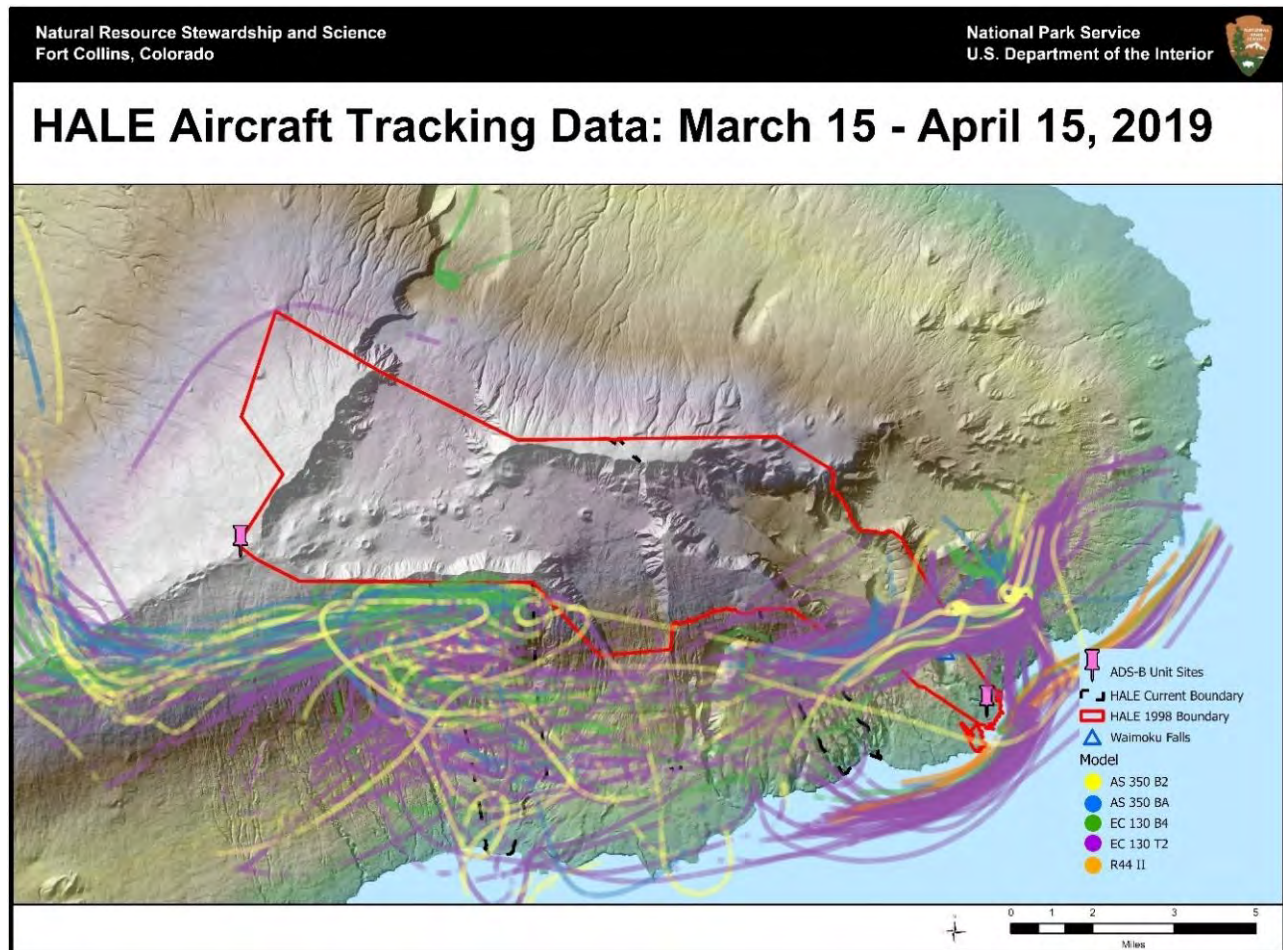 Natural Resource Stewardship and Science
Fort Collins, Colorado
National Park Service
U.S. Department of the Interior
HALE Aircraft Tracking Data: March 15 - April 15, 2019
ADS-B Unit Sites
HALE Current Boundary
HALE 1998 Boundary
Waimoku Falls
Model
AS 350 B2
AS 350 BA
EC 130 B4
EC 130 T2
R44 II
0 1 2 3 5
Miles